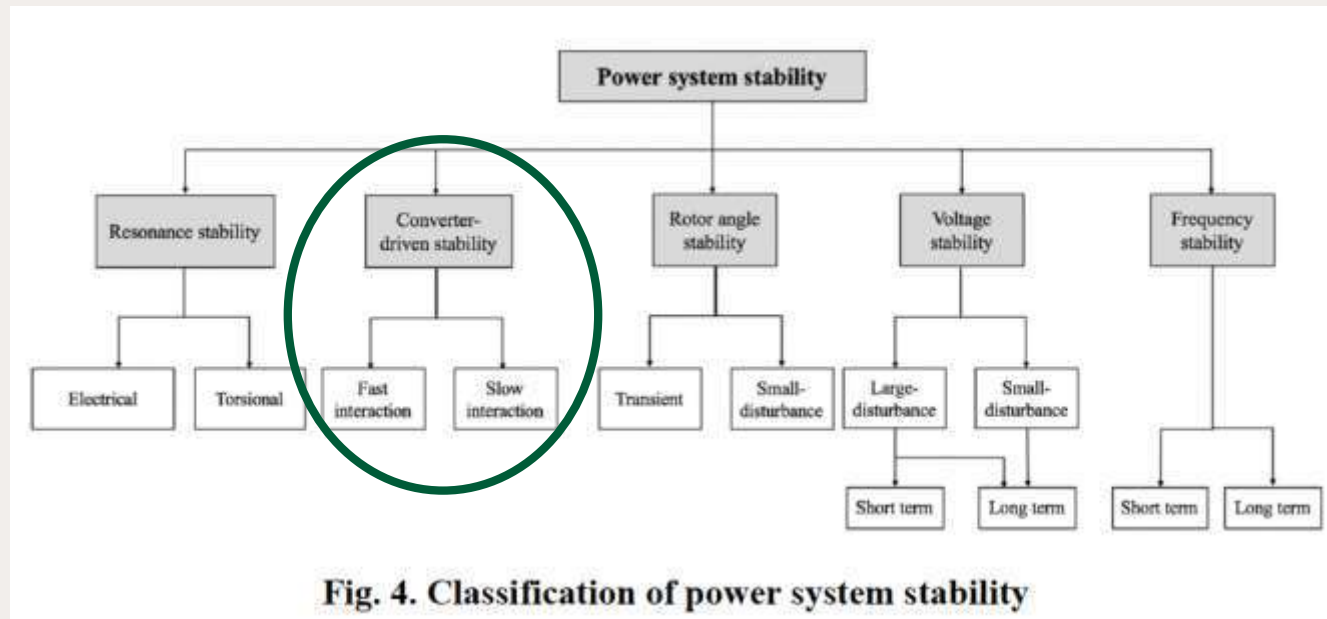 Power system stability
Resonance stability
Converter-
driven stability
Rotor angle
stability
Voltage
stability
Frequency
stability
Electrical
Torsional
Fast
interaction
Slow
interaction
Transient
Small-
disturbance
Large-
disturbance
Small-
disturbance
Short term
Long term
Short term
Long term
Fig. 4. Classification of power system stability